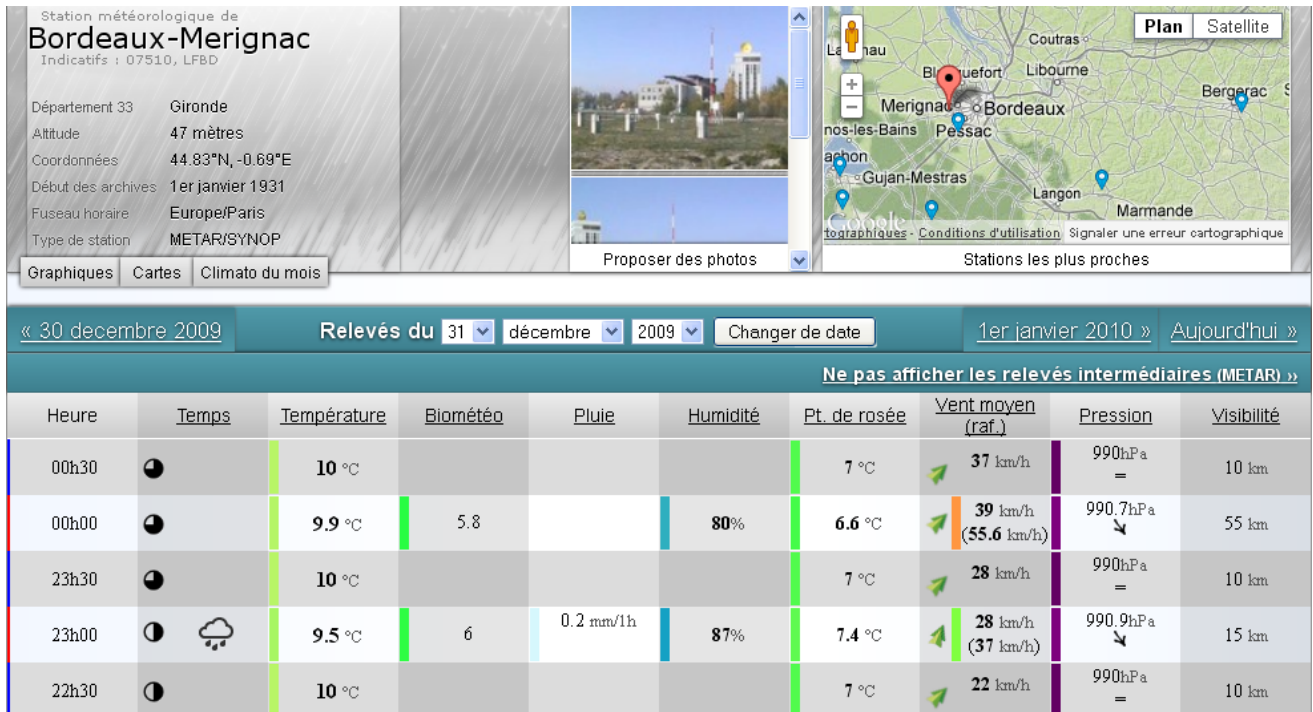 Station météorologique de
Bordeaux-Merignac
Indicatifs : 07510, LFBD
Département 33 Gironde
Altitude 47 mètres
Coordonnées 44.83°N, -0.69°E
Début des archives 1er janvier 1931
Fuseau horaire Europe/Paris
Type de station METAR/SYNOP
Graphiques Cartes Climato du mois
Proposer des photos
Plan Satellite
Coutras
Libourne
Bergerac
Merignac
Bordeaux
nos-les-Bains Pessac
Gujan-Mestras
Langon
Marmande
Google
tographiques - Conditions d'utilisation Signaler une erreur cartographique
Stations les plus proches
« 30 decembre 2009 Relevés du 31 décembre 2009 Changer de date 1er janvier 2010 » Aujourd'hui »
Ne pas afficher les relevés intermédiaires (METAR) »
Heure Temps Température Biométéo Pluie Humidité Pt. de rosée Vent moyen (raf.) Pression Visibilité
00h30 10 °C 7 °C 37 km/h 990hPa = 10 km
00h00 9.9 °C 5.8 80% 6.6 °C 39 km/h (55.6 km/h) 990.7hPa 55 km
23h30 10 °C 7 °C 28 km/h 990hPa = 10 km
23h00 9.5 °C 6 0.2 mm/1h 87% 7.4 °C 28 km/h (37 km/h) 990.9hPa 15 km
22h30 10 °C 7 °C 22 km/h 990hPa = 10 km